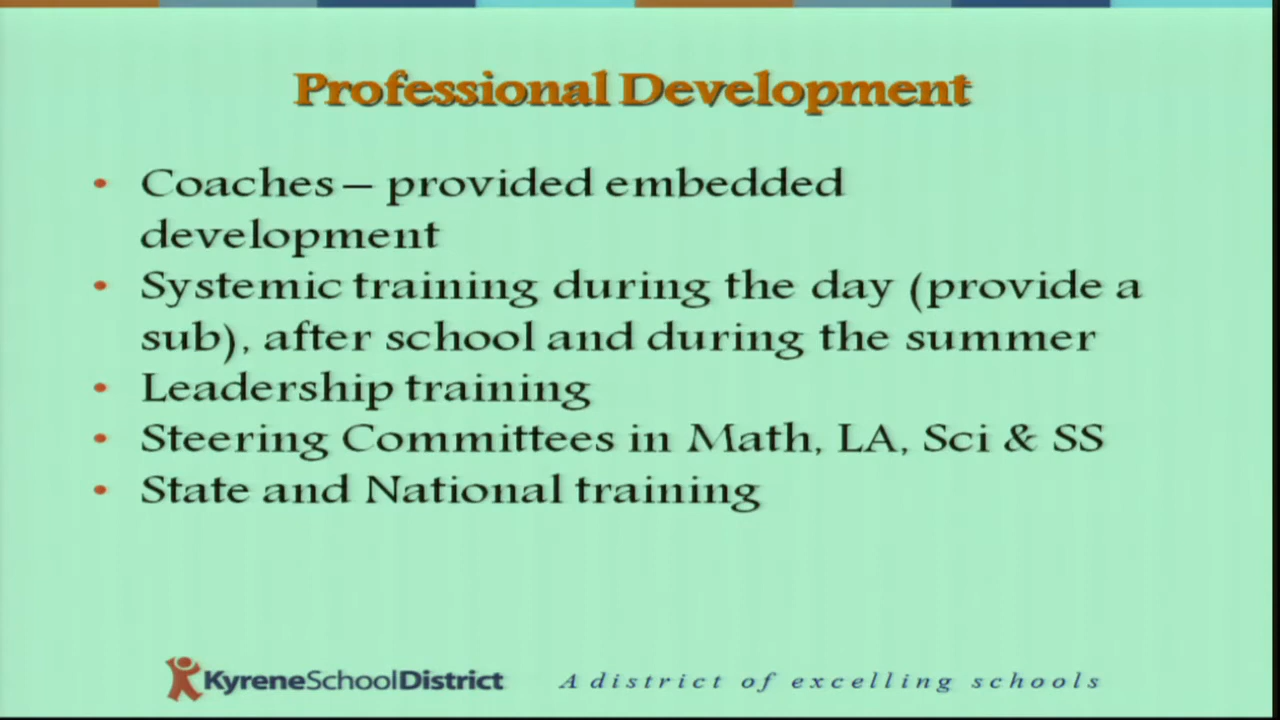 Professional Development
• Coaches – provided embedded
development
• Systemic training during the day (provide a
sub), after school and during the summer
• Leadership training
• Steering Committees in Math, LA, Sci & SS
• State and National training
KyreneSchoolDistrict A district of excelling schools